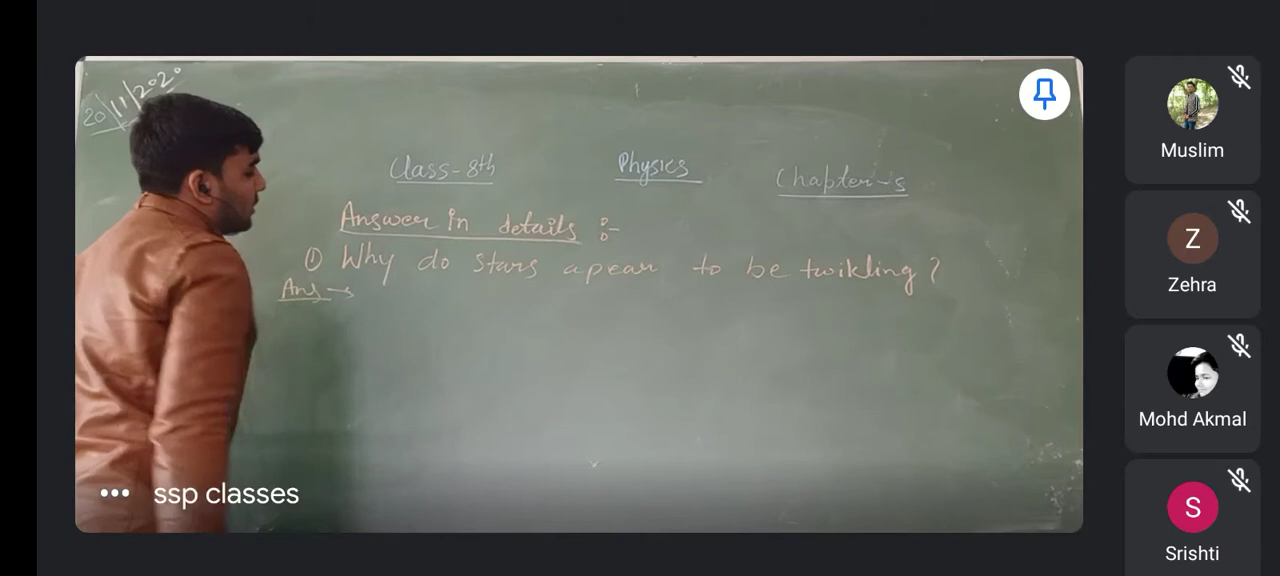 20/11/2020
Class-8th Physics Chapter-5
Answer in details :-
① Why do stars apear to be twikling ?
Ans →
ssp classes
Muslim
Z
Zehra
Mohd Akmal
S
Srishti